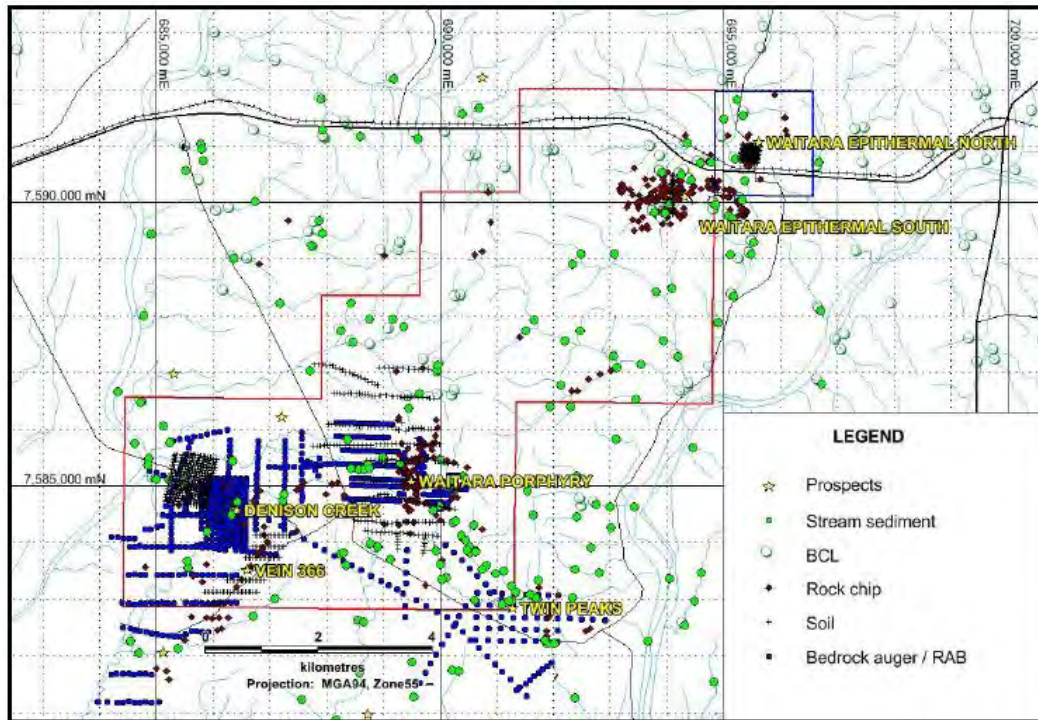 685,000 mE
690,000 mE
695,000 mE
700,000 mE
WAITARA EPITHERMAL NORTH
7,590,000 mN
WAITARA EPITHERMAL SOUTH
LEGEND
Prospects
Stream sediment
BCL
Rock chip
Soil
Bedrock auger / RAB
7,585,000 mN
WAITARA PORPHYRY
DENISON CREEK
VEIN 366
TWIN PEAKS
0 2 4
kilometres
Projection: MGA94, Zone55